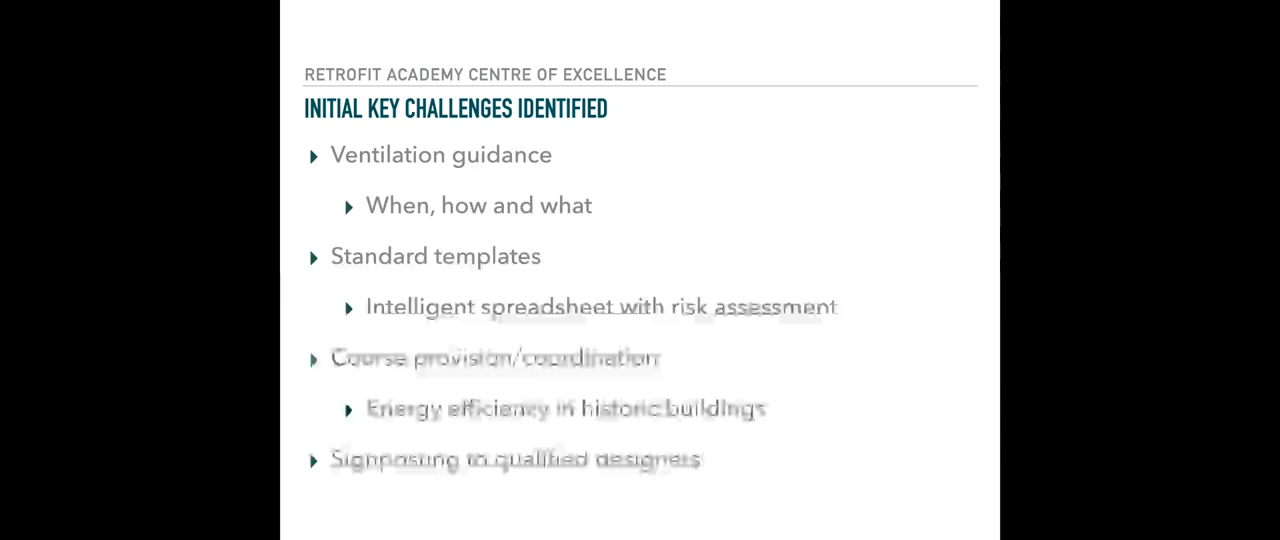 RETROFIT ACADEMY CENTRE OF EXCELLENCE
INITIAL KEY CHALLENGES IDENTIFIED
Ventilation guidance
When, how and what
Standard templates
Intelligent spreadsheet with risk assessment
Course provision/coordination
Energy efficiency in historic buildings
Signposting to qualified designers